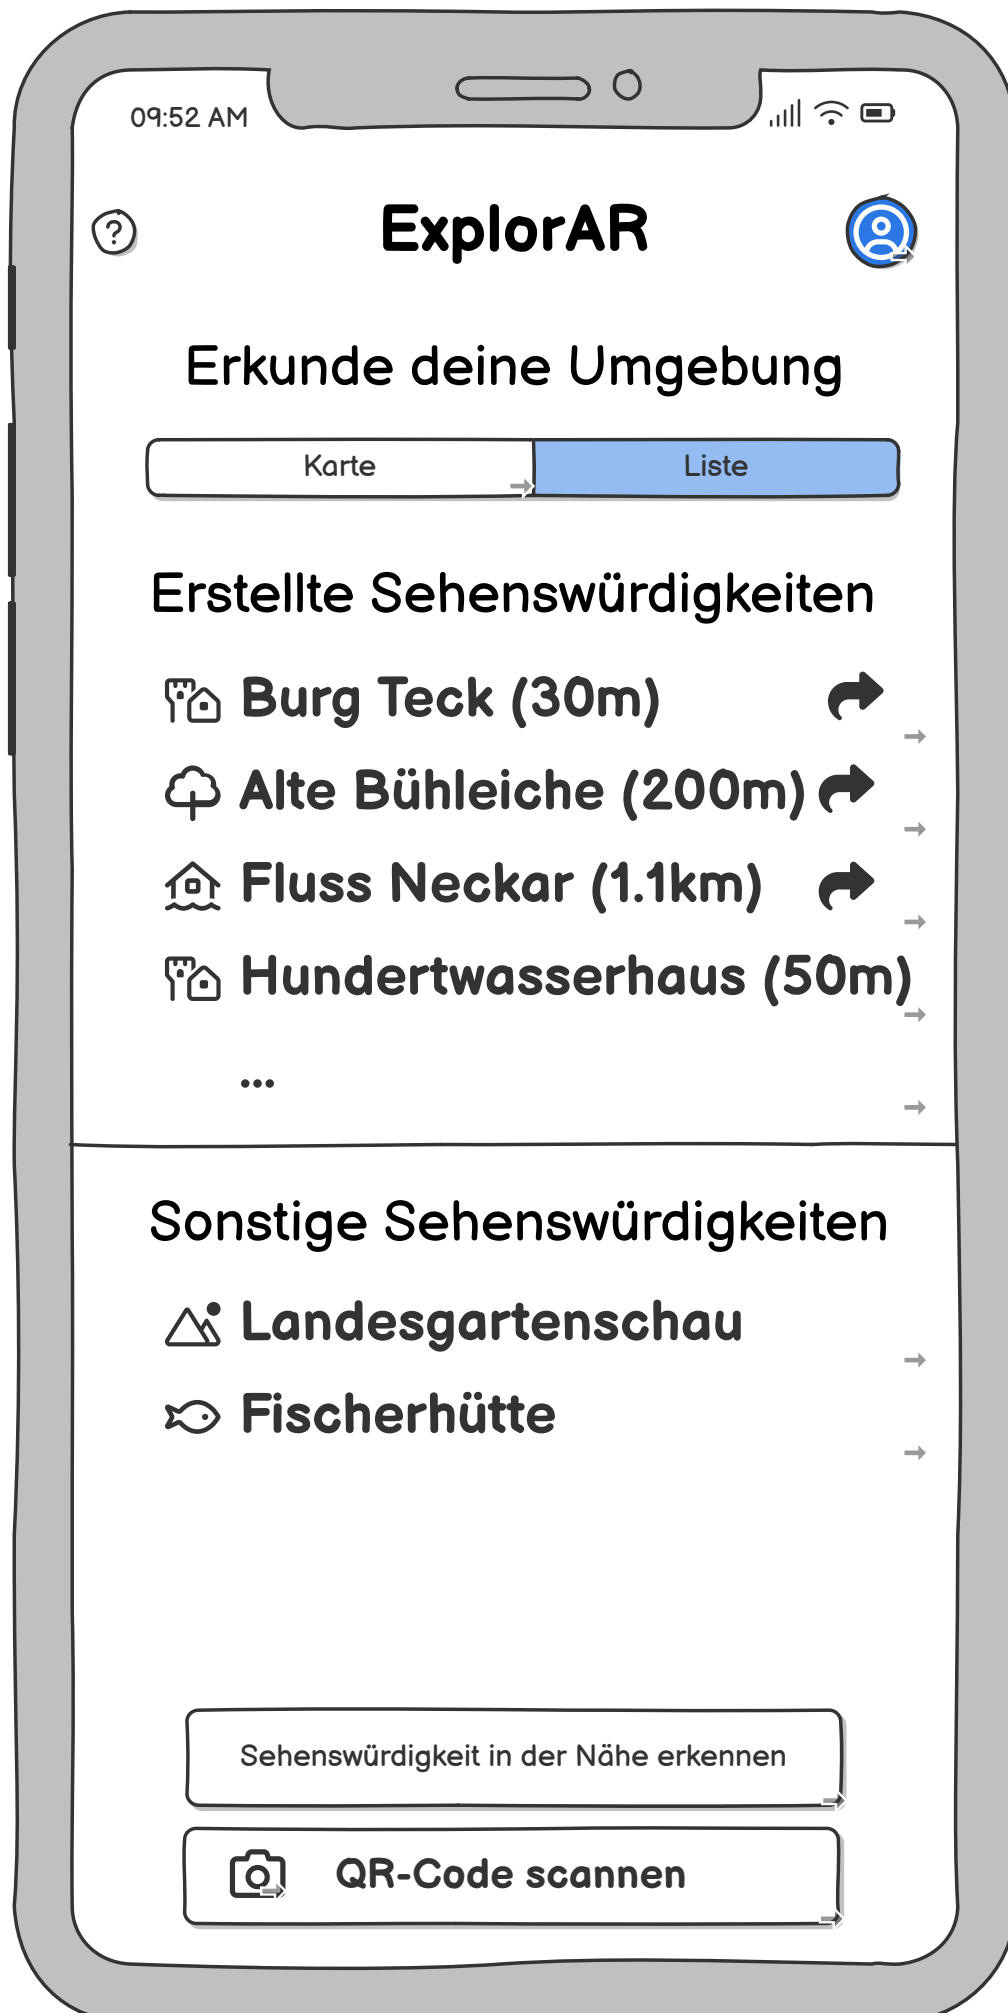 09:52 AM
?
ExplorAR
Erkunde deine Umgebung
Karte
Liste
Erstellte Sehenswürdigkeiten
Burg Teck (30m)
Alte Bühleiche (200m)
Fluss Neckar (1.1km)
Hundertwasserhaus (50m)
...
Sonstige Sehenswürdigkeiten
Landesgartenschau
Fischerhütte
Sehenswürdigkeit in der Nähe erkennen
QR-Code scannen